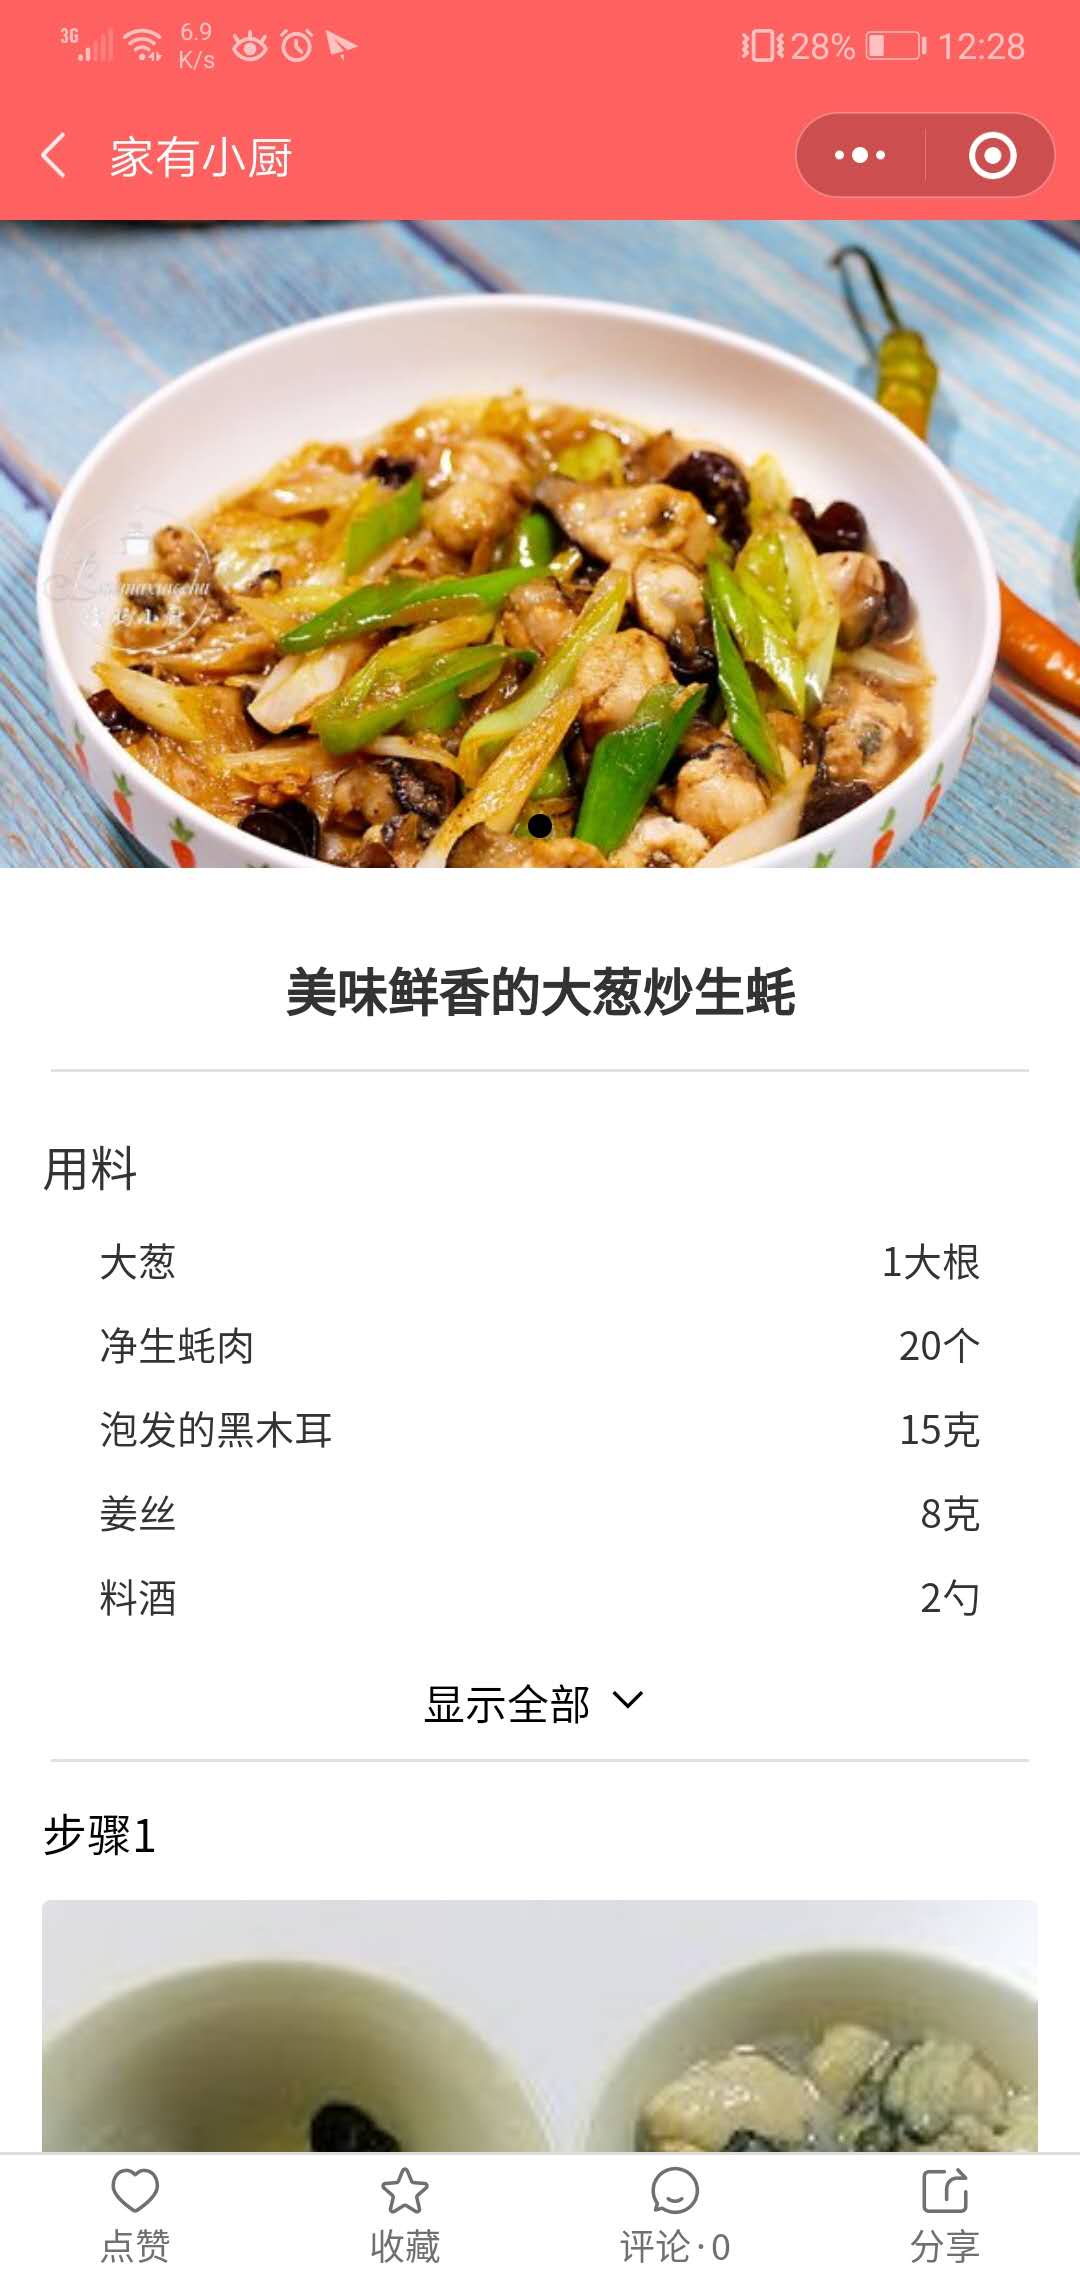 3G
6.9
K/s
28%
12:28
家有小厨
美味鲜香的大葱炒生蚝
用料
大葱 1大根
净生蚝肉 20个
泡发的黑木耳 15克
姜丝 8克
料酒 2勺
显示全部
步骤1
点赞
收藏
评论·0
分享